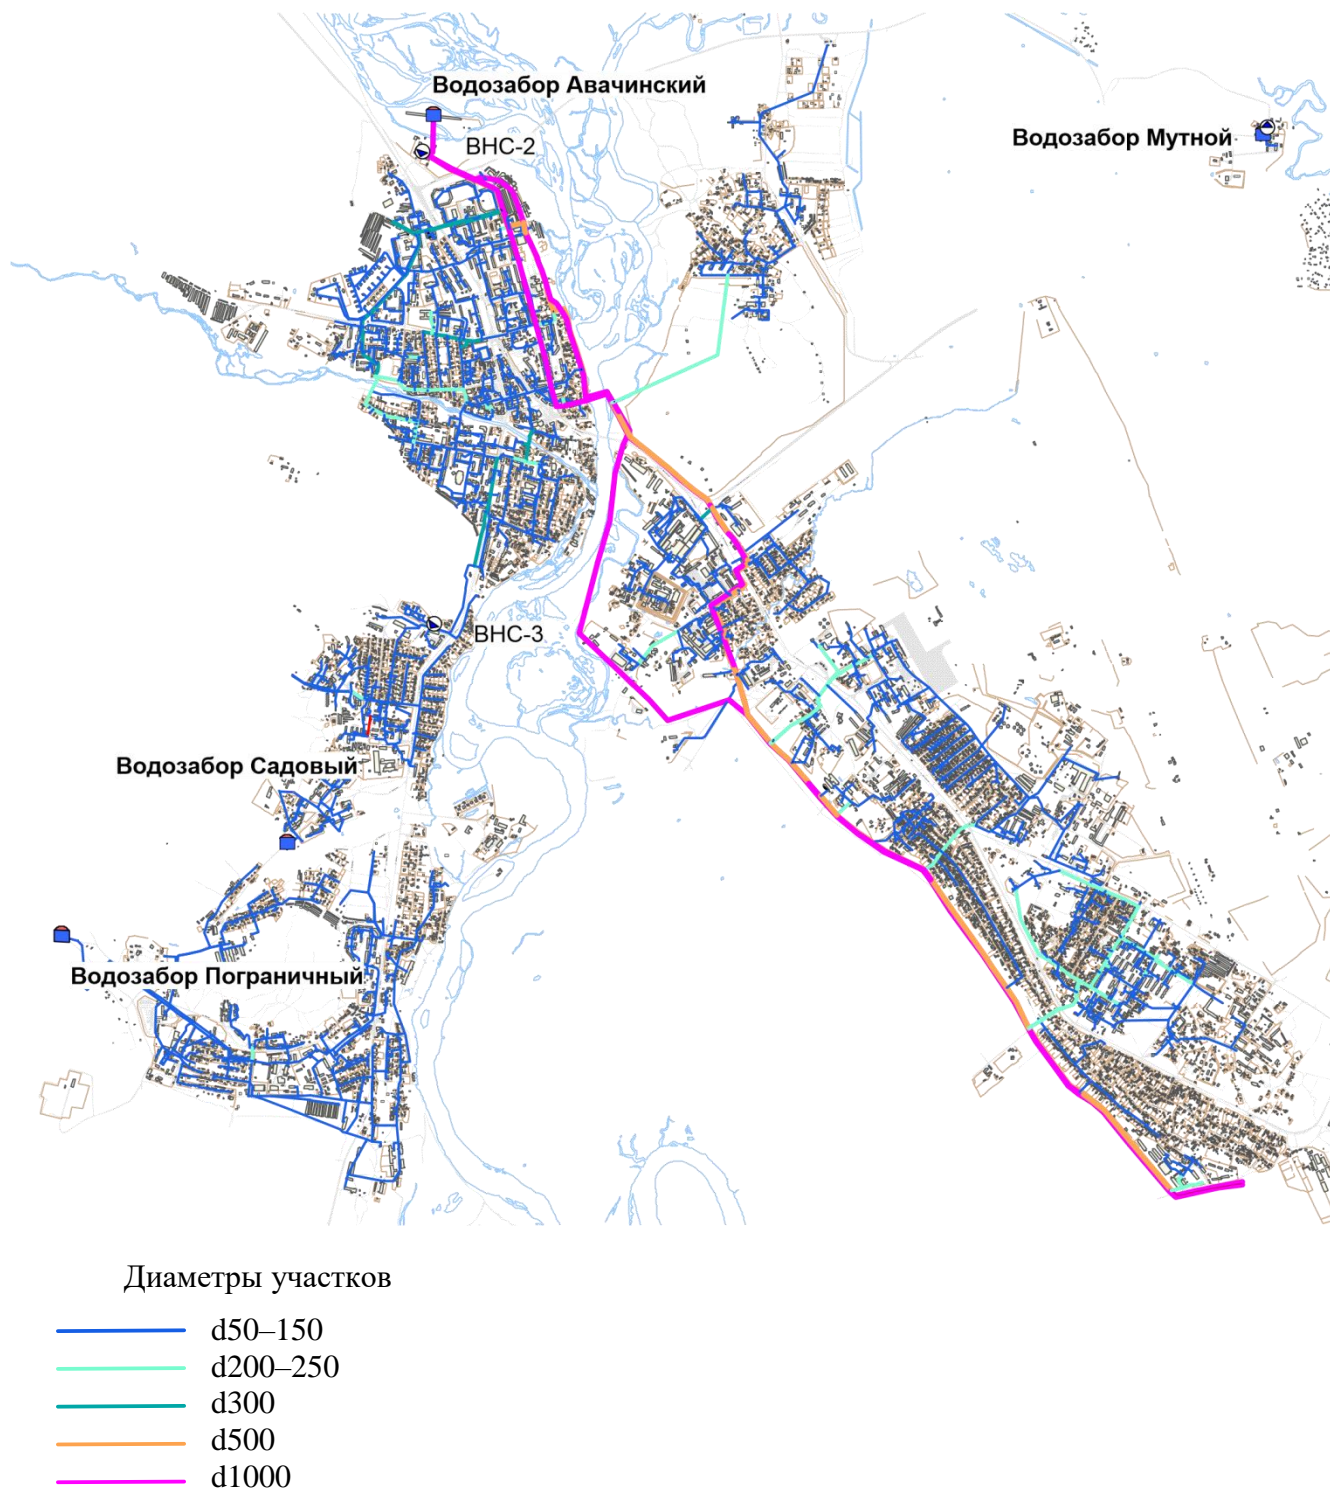 Водозабор Авачинский
ВНС-2
Водозабор Мутной
ВНС-3
Водозабор Садовый
Водозабор Пограничный
Диаметры участков
d50–150
d200–250
d300
d500
d1000